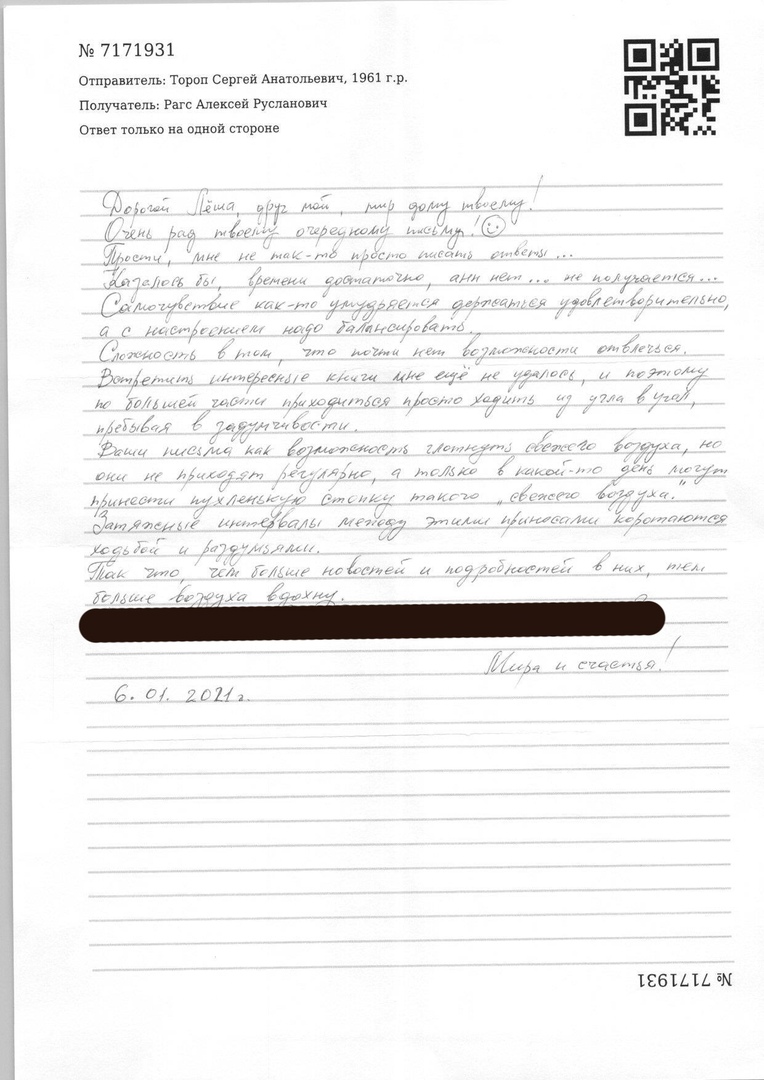 № 7171931
Отправитель: Тороп Сергей Анатольевич, 1961 г.р.
Получатель: Рагс Алексей Русланович
Ответ только на одной стороне
Дорогой Лёша, друг мой, мир дому твоему!
Очень рад твоему очередному письму!
Прости, мне не так-то просто писать ответы...
Казалось бы, времени достаточно, анн нет... не получается...
Самочувствие как-то умудряется держаться удовлетворительно,
а с настроением надо балансировать.
Сложность в том, что почти нет возможности отвлечься.
Встретить интересные книги мне ещё не удалось, и поэтому
по большей части приходиться просто ходить из угла в угол,
пребывая в задумчивости.
Ваши письма как возможность глотнуть свежего воздуха, но
они не приходят регулярно, а только в какой-то день могут
принести пухленькую стопку такого „свежего воздуха."
Затяжные интервалы между этими приносами коротаются
ходьбой и раздумьями.
Так что, чем больше новостей и подробностей в них, тем
больше воздуха вдохну.
Мира и счастья!
6.01.2021г.
№ 7171931